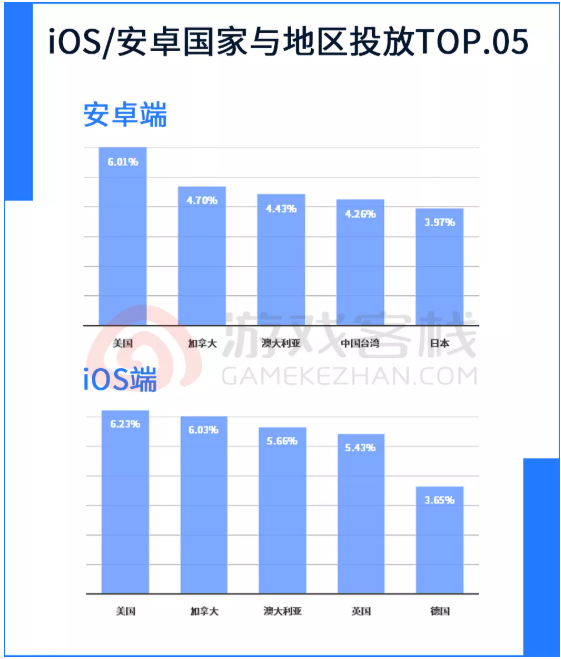 iOS/安卓国家与地区投放TOP.05
安卓端
6.01%
4.70%
4.43%
4.26%
3.97%
美国
加拿大
澳大利亚
中国台湾
日本
游戏客栈
GAMEKEZHAN.COM
iOS端
6.23%
6.03%
5.66%
5.43%
3.65%
美国
加拿大
澳大利亚
英国
德国